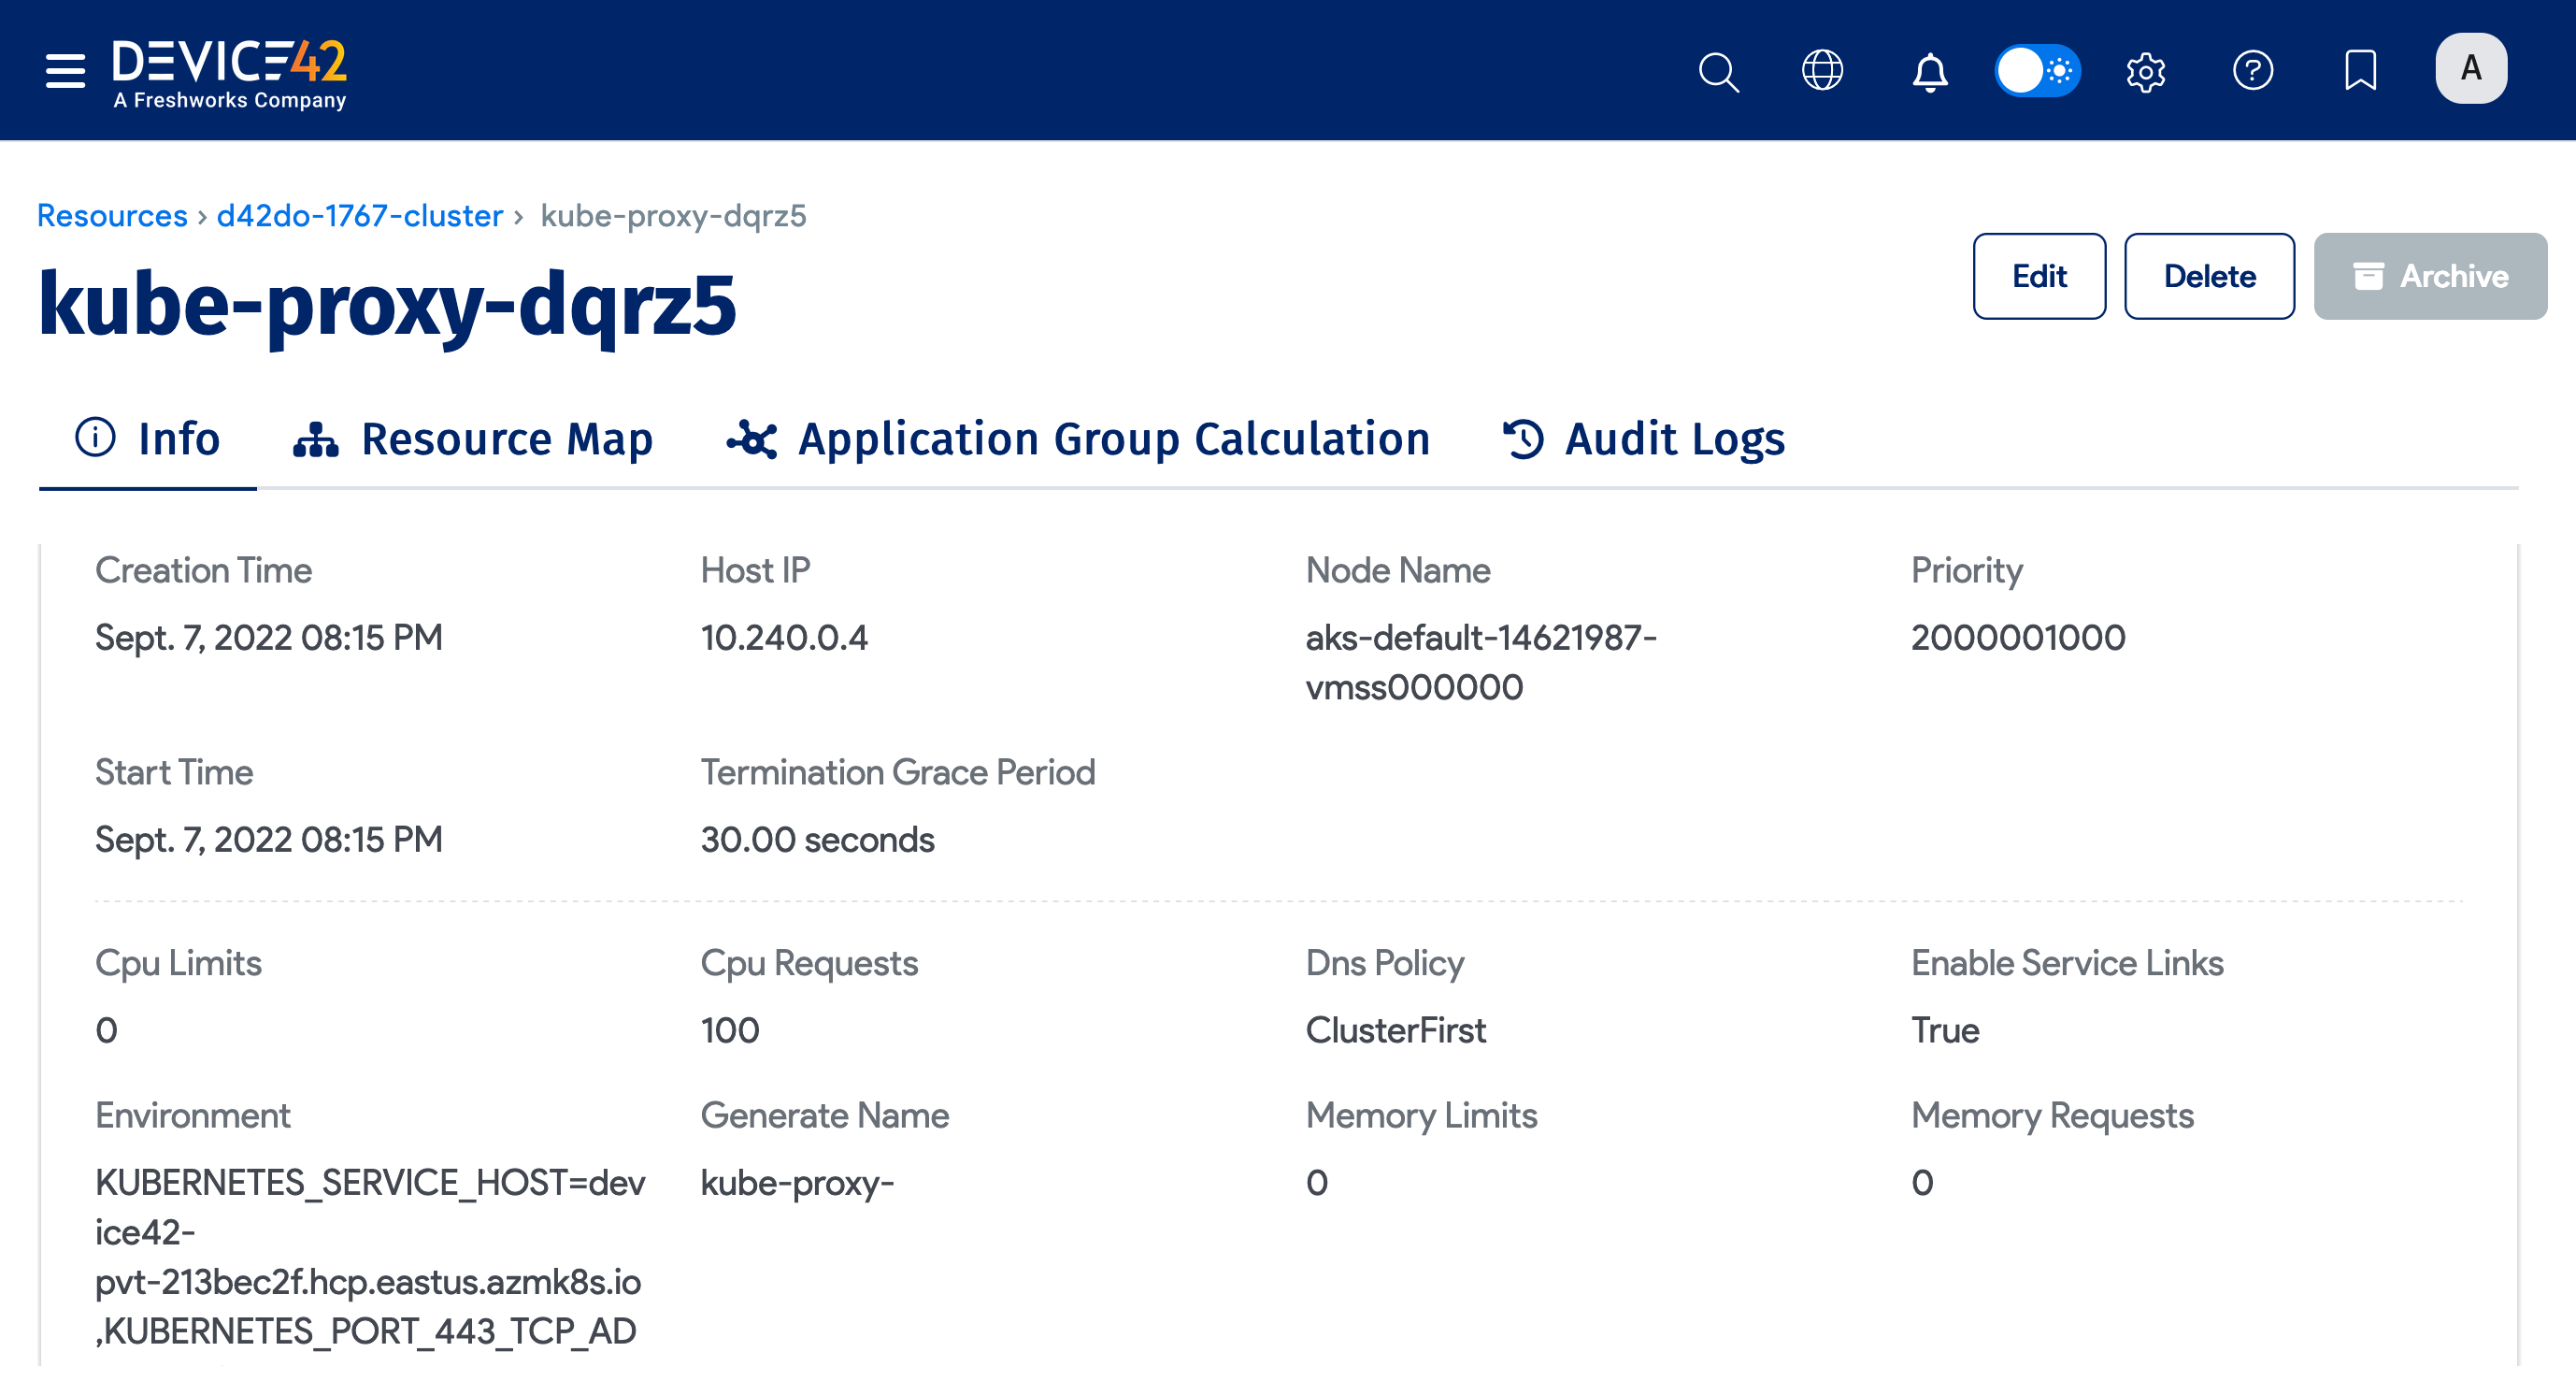 DEVICE42
A Freshworks Company
A
Resources › d42do-1767-cluster › kube-proxy-dqrz5
kube-proxy-dqrz5
Edit
Delete
Archive
Info
Resource Map
Application Group Calculation
Audit Logs
Creation Time
Sept. 7, 2022 08:15 PM
Host IP
10.240.0.4
Node Name
aks-default-14621987-
vmss000000
Priority
2000001000
Start Time
Sept. 7, 2022 08:15 PM
Termination Grace Period
30.00 seconds
Cpu Limits
0
Cpu Requests
100
Dns Policy
ClusterFirst
Enable Service Links
True
Environment
KUBERNETES_SERVICE_HOST=dev
ice42-
pvt-213bec2f.hcp.eastus.azmk8s.io
,KUBERNETES_PORT_443_TCP_AD
Generate Name
kube-proxy-
Memory Limits
0
Memory Requests
0